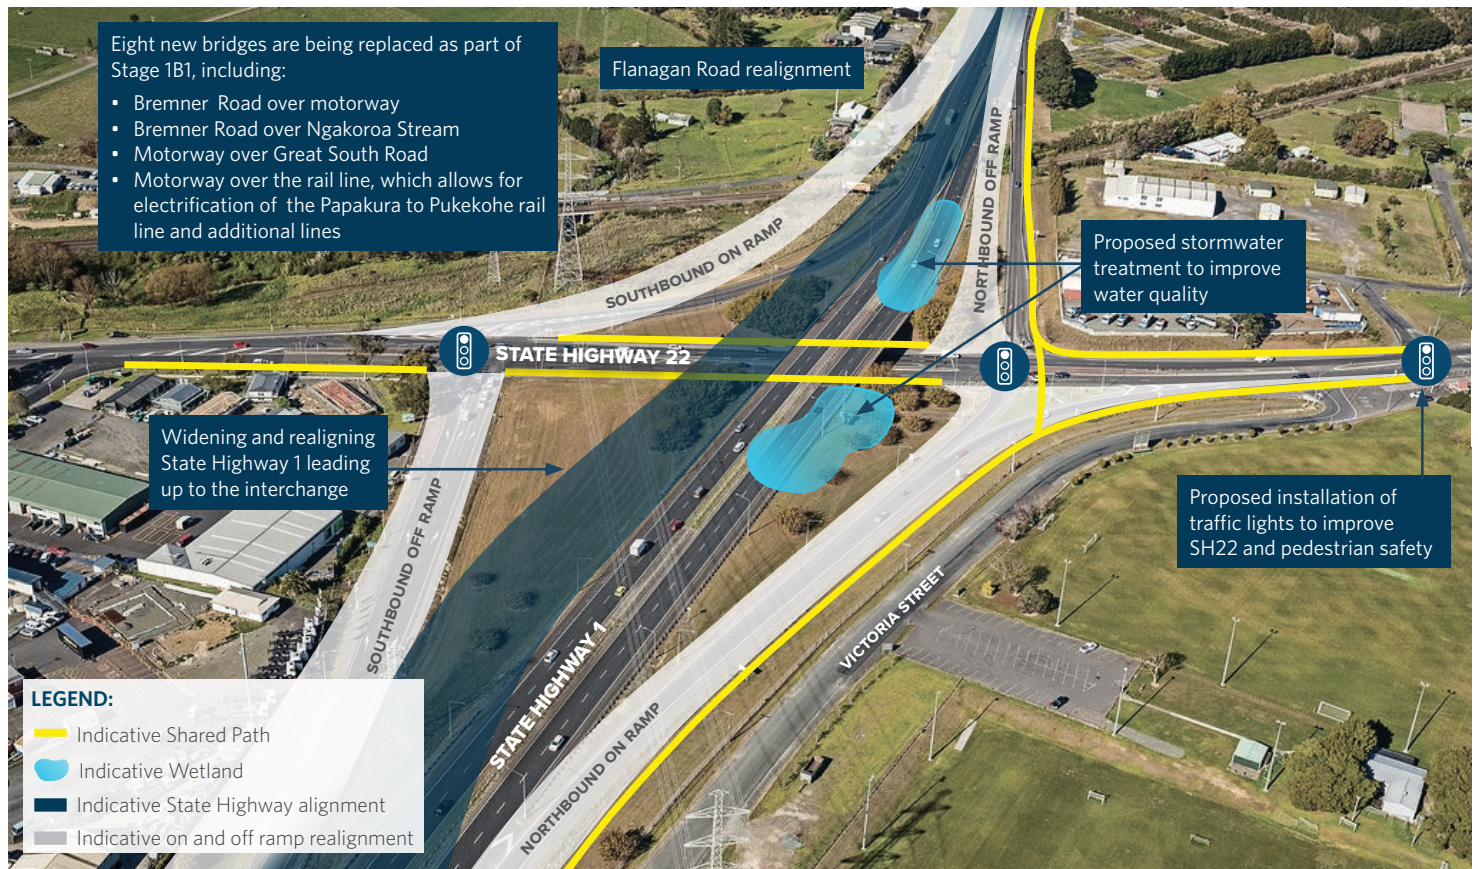 Eight new bridges are being replaced as part of
Stage 1B1, including:
• Bremner Road over motorway
• Bremner Road over Ngakoroa Stream
• Motorway over Great South Road
• Motorway over the rail line, which allows for
electrification of the Papakura to Pukekohe rail
line and additional lines
Flanagan Road realignment
NORTHBOUND OFF RAMP
SOUTHBOUND ON RAMP
Proposed stormwater
treatment to improve
water quality
STATE HIGHWAY 22
Widening and realigning
State Highway 1 leading
up to the interchange
SOUTHBOUND OFF RAMP
Proposed installation of
traffic lights to improve
SH22 and pedestrian safety
VICTORIA STREET
STATE HIGHWAY 1
NORTHBOUND ON RAMP
LEGEND:
Indicative Shared Path
Indicative Wetland
Indicative State Highway alignment
Indicative on and off ramp realignment